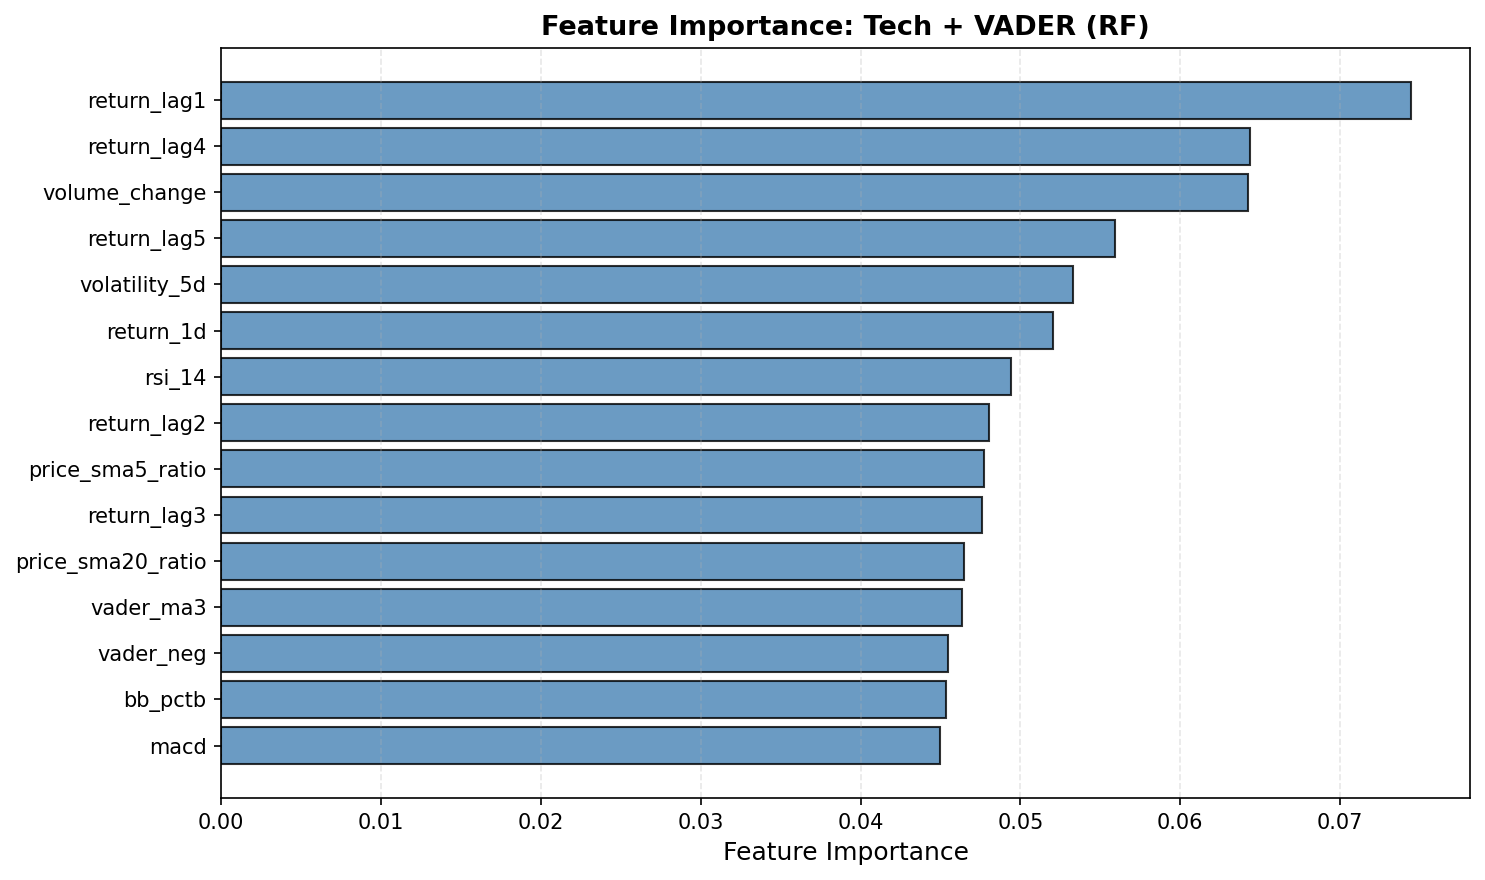 Feature Importance: Tech + VADER (RF)
return_lag1
return_lag4
volume_change
return_lag5
volatility_5d
return_1d
rsi_14
return_lag2
price_sma5_ratio
return_lag3
price_sma20_ratio
vader_ma3
vader_neg
bb_pctb
macd
0.00 0.01 0.02 0.03 0.04 0.05 0.06 0.07
Feature Importance